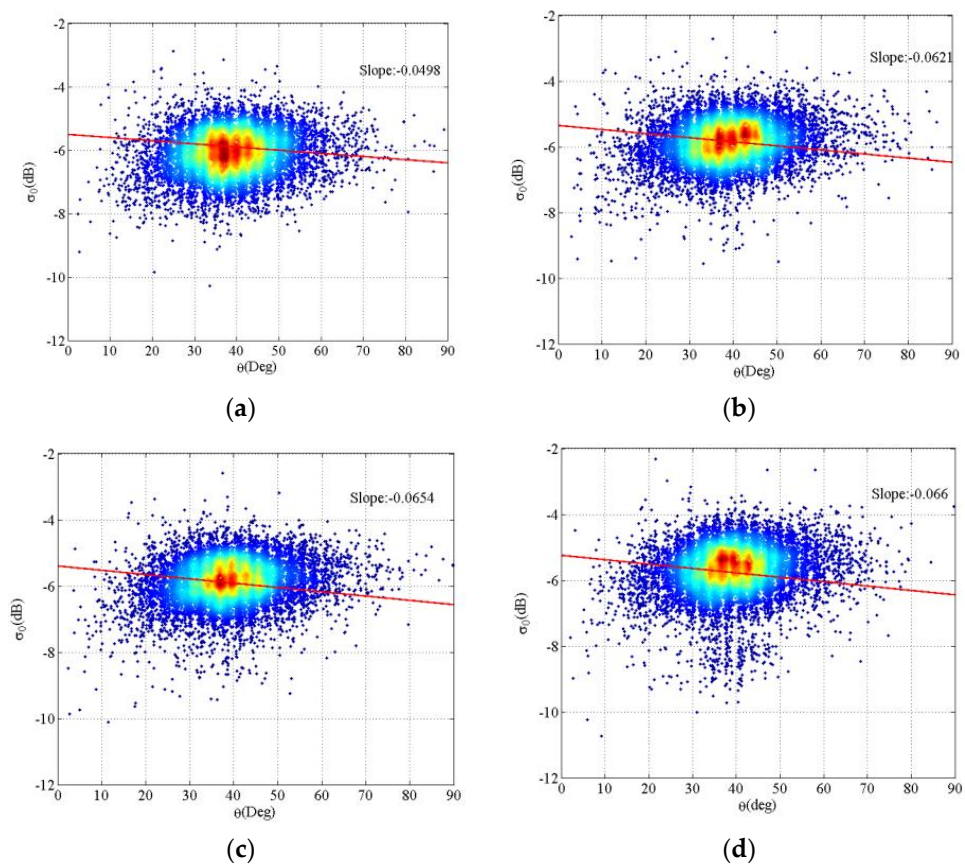 -2
-4
-6
-8
-10
-12
σ₀(dB)
Slope:-0.0498
0 10 20 30 40 50 60 70 80 90
θ(Deg)
(a)
-2
-4
-6
-8
-10
-12
σ₀(dB)
Slope:-0.0621
0 10 20 30 40 50 60 70 80 90
θ(Deg)
(b)
-2
-4
-6
-8
-10
-12
σ₀(dB)
Slope:-0.0654
0 10 20 30 40 50 60 70 80 90
θ(Deg)
(c)
-2
-4
-6
-8
-10
-12
σ₀(dB)
Slope:-0.066
0 10 20 30 40 50 60 70 80 90
θ(deg)
(d)